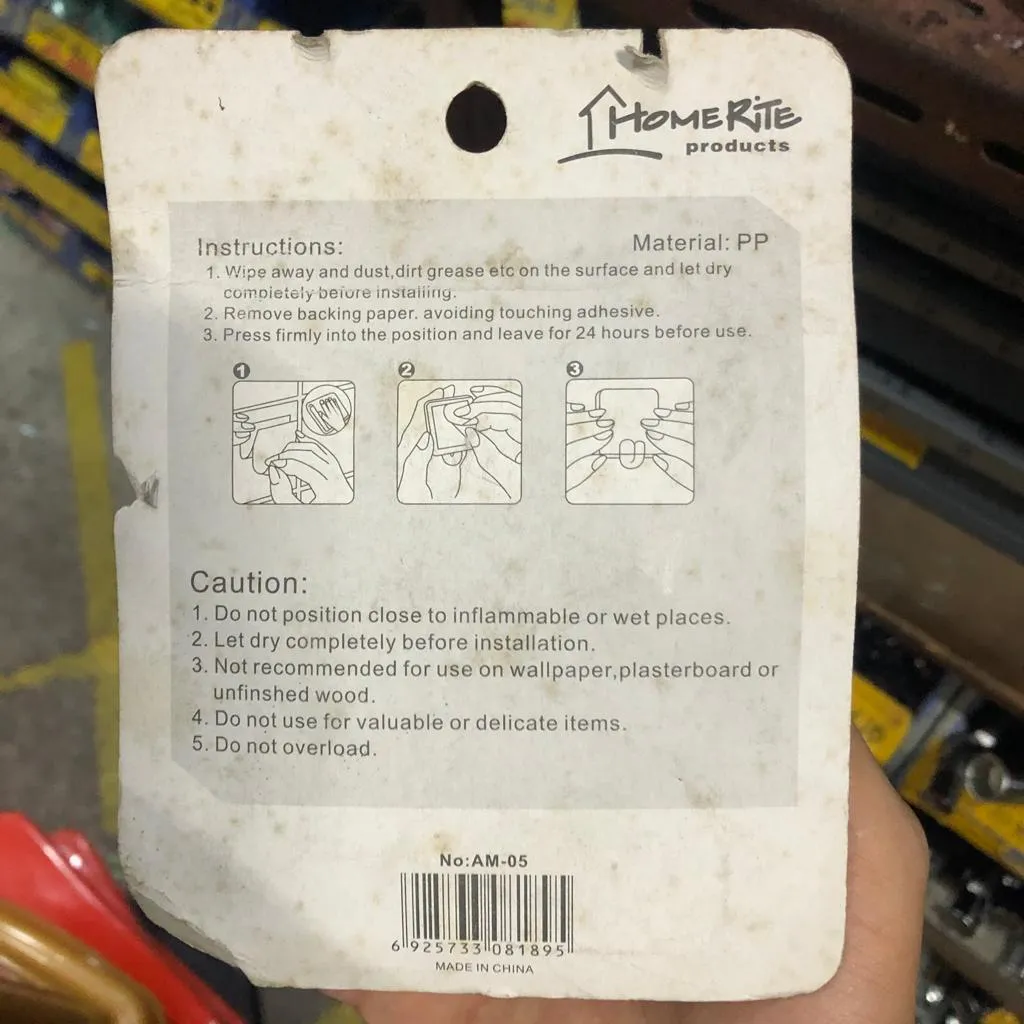 HOMERITE
products
Instructions:
Material: PP
1. Wipe away and dust,dirt grease etc on the surface and let dry
completely before installing.
2. Remove backing paper. avoiding touching adhesive.
3. Press firmly into the position and leave for 24 hours before use.
1 2 3
Caution:
1. Do not position close to inflammable or wet places.
2. Let dry completely before installation.
3. Not recommended for use on wallpaper,plasterboard or
unfinshed wood.
4. Do not use for valuable or delicate items.
5. Do not overload.
No:AM-05
6 925733 081895
MADE IN CHINA